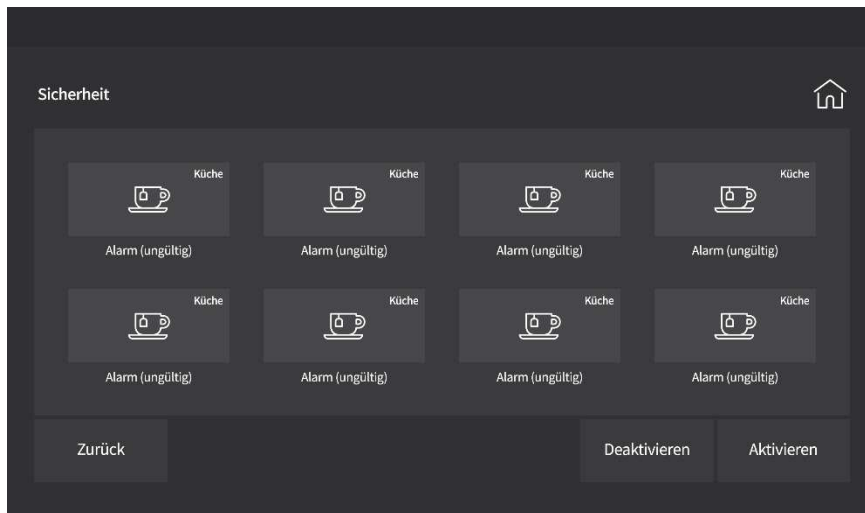 Sicherheit
Küche
Küche
Küche
Küche
Alarm (ungültig)
Alarm (ungültig)
Alarm (ungültig)
Alarm (ungültig)
Küche
Küche
Küche
Küche
Alarm (ungültig)
Alarm (ungültig)
Alarm (ungültig)
Alarm (ungültig)
Zurück
Deaktivieren
Aktivieren